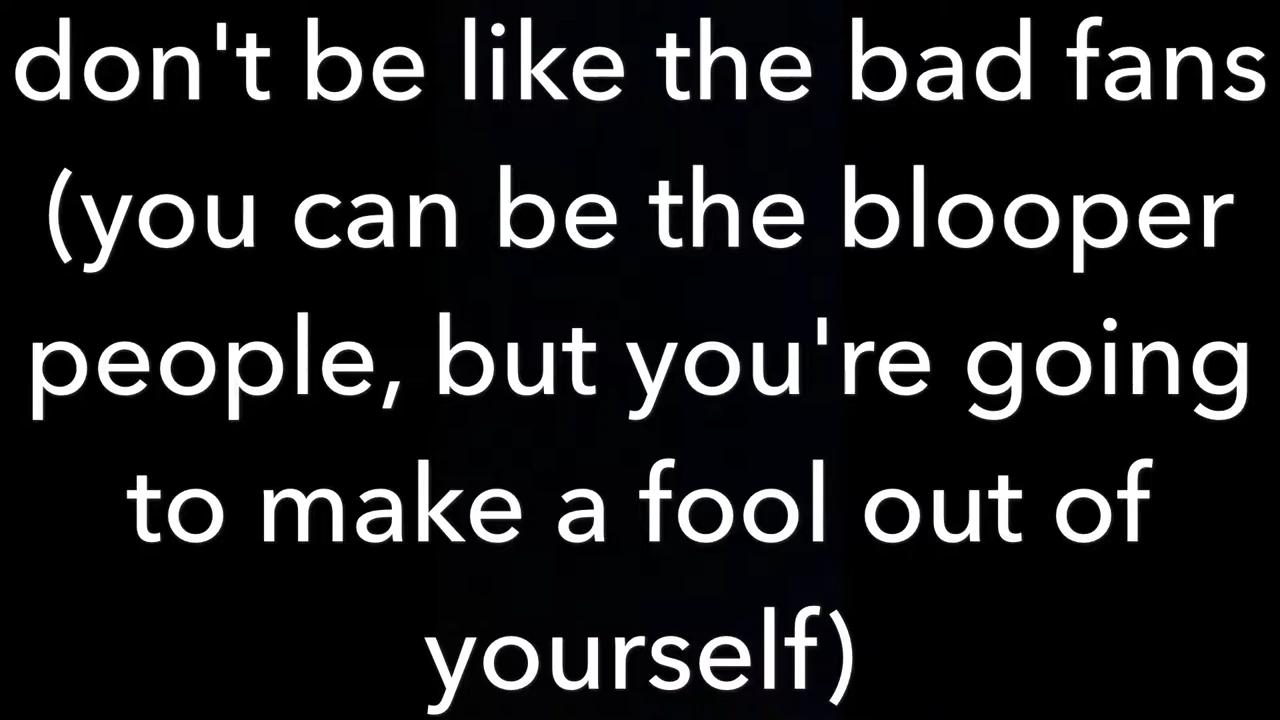 don't be like the bad fans
(you can be the blooper
people, but you're going
to make a fool out of
yourself)